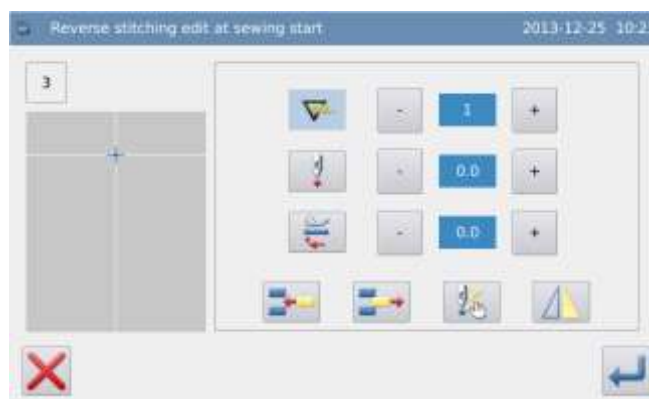 Reverse stitching edit at sewing start 2013-12-25 10:2
3
- 1 +
- 0.0 +
- 0.0 +